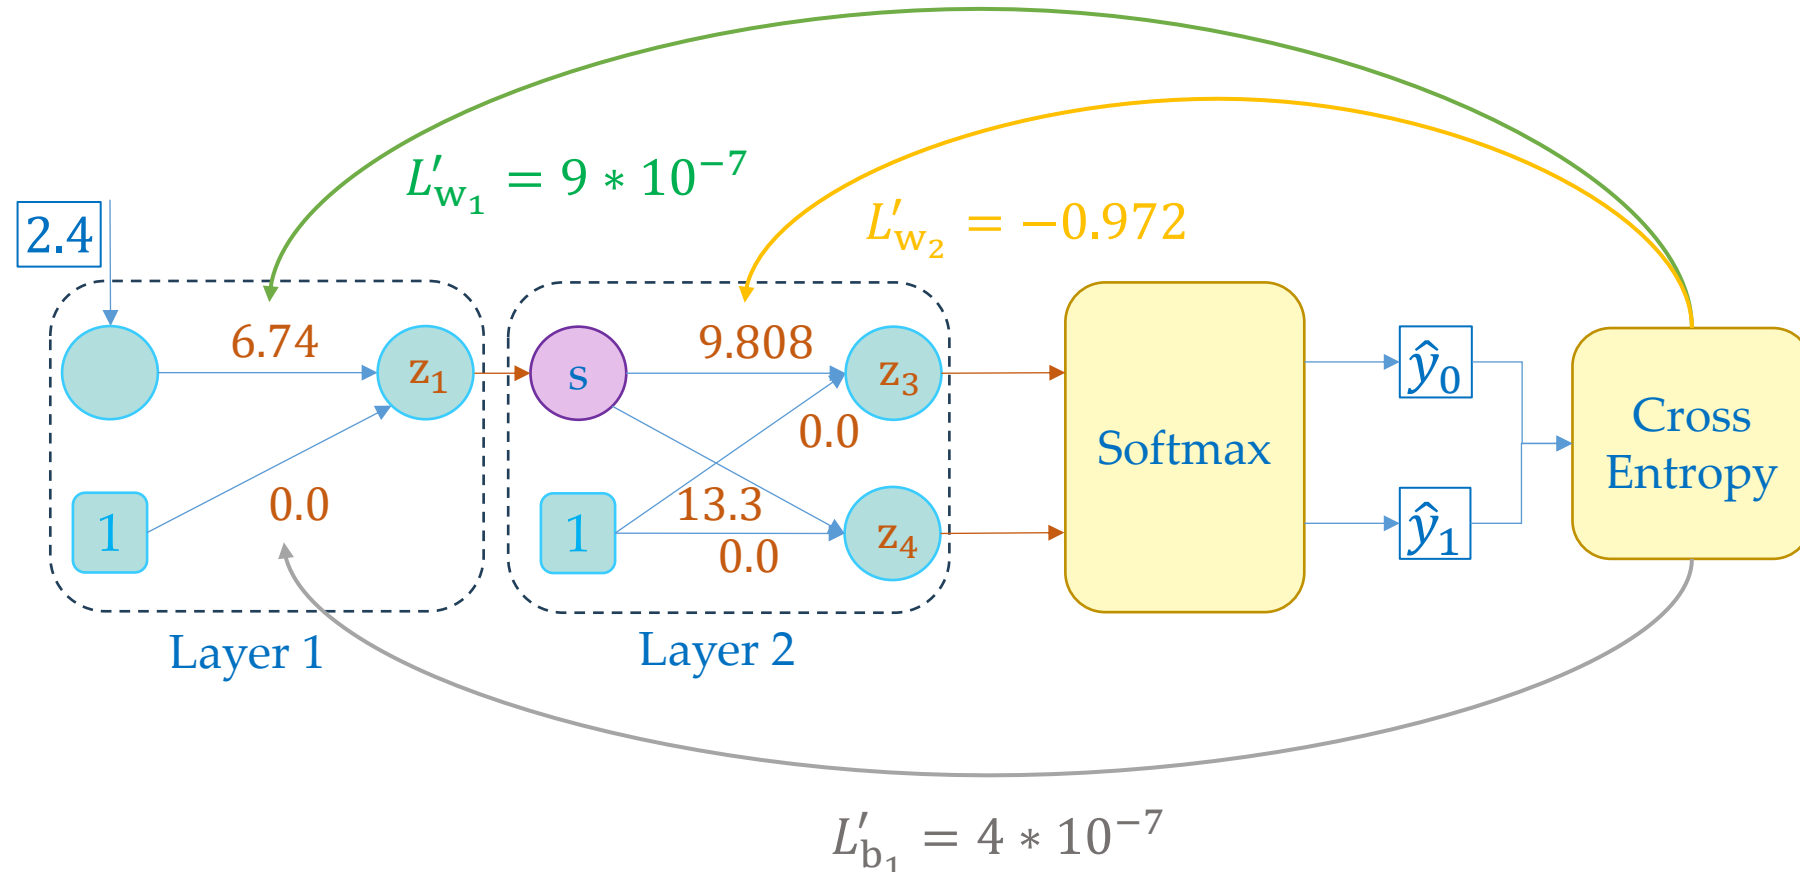 L′w₁ = 9 * 10⁻⁷
L′w₂ = −0.972
2.4
6.74
z₁
s
9.808
z₃
0.0
1
0.0
1
13.3
0.0
z₄
Softmax
ŷ₀
ŷ₁
Cross
Entropy
Layer 1
Layer 2
L′b₁ = 4 * 10⁻⁷